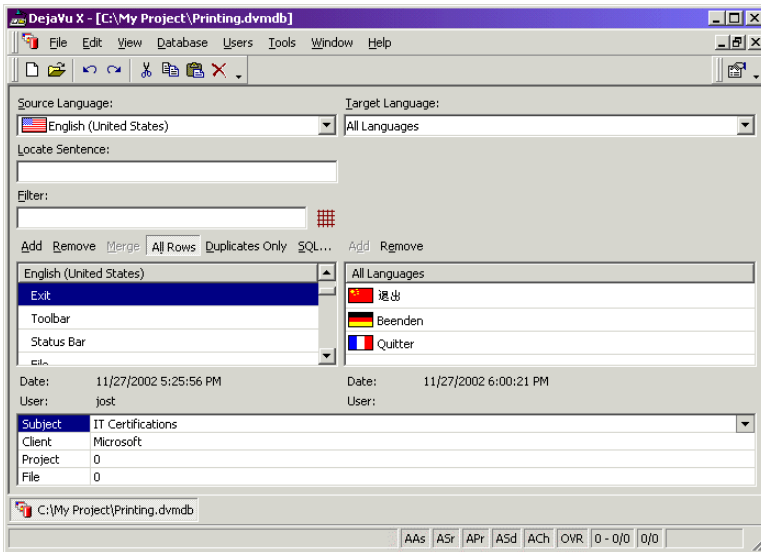 DejaVu X - [C:\My Project\Printing.dvmdb]
File Edit View Database Users Tools Window Help
Source Language: Target Language:
English (United States) All Languages
Locate Sentence:
Filter:
Add Remove Merge All Rows Duplicates Only SQL... Add Remove
English (United States) All Languages
Exit 退出
Toolbar Beenden
Status Bar Quitter
File
Date: 11/27/2002 5:25:56 PM Date: 11/27/2002 6:00:21 PM
User: jost User:
Subject IT Certifications
Client Microsoft
Project 0
File 0
C:\My Project\Printing.dvmdb
AAs ASr APr ASd ACh OVR 0 - 0/0 0/0